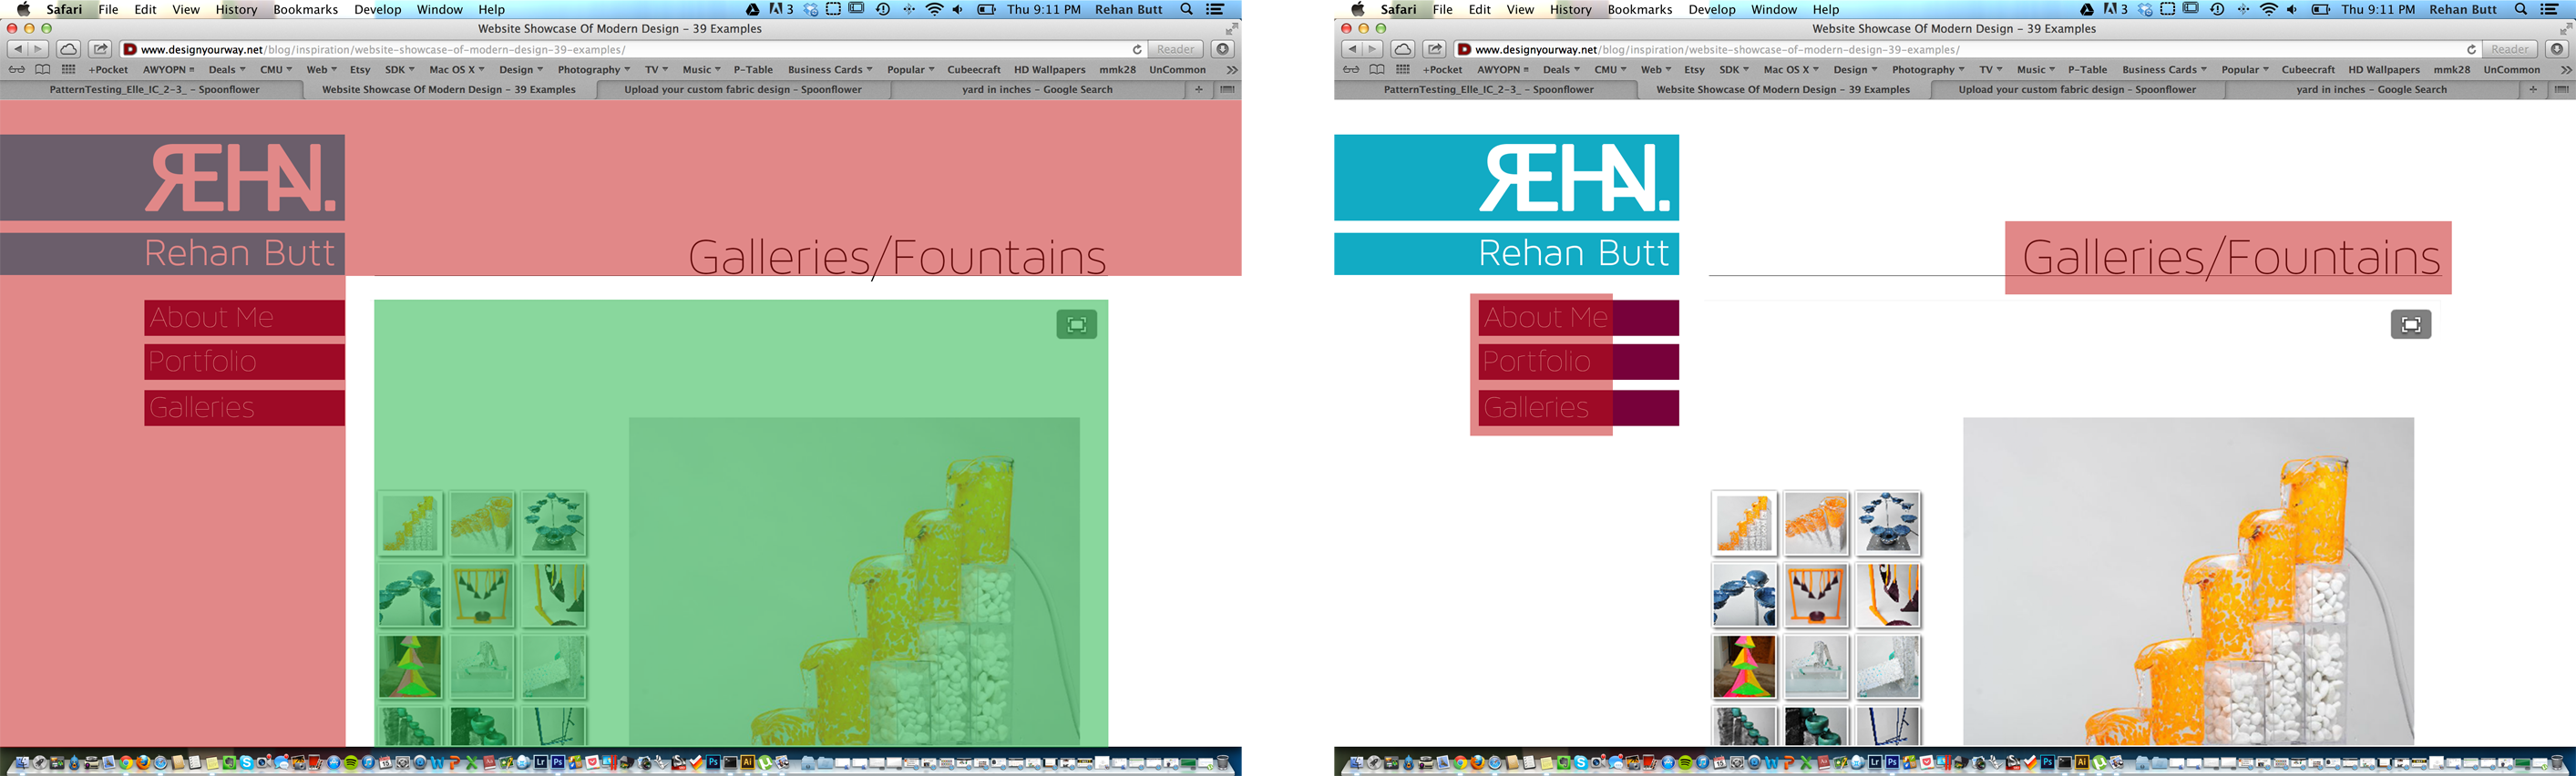 Safari File Edit View History Bookmarks Develop Window Help 3 Thu 9:11 PM Rehan Butt
Website Showcase Of Modern Design – 39 Examples
www.designyourway.net/blog/inspiration/website-showcase-of-modern-design-39-examples/ Reader
+Pocket AWYOPN Deals CMU Web Etsy SDK Mac OS X Design Photography TV Music P-Table Business Cards Popular Cubeecraft HD Wallpapers mmk28 UnCommon
PatternTesting_Elle_IC_2-3_ – Spoonflower Website Showcase Of Modern Design – 39 Examples Upload your custom fabric design – Spoonflower yard in inches – Google Search
REHAN.
Rehan Butt
Galleries/Fountains
About Me
Portfolio
Galleries
Safari File Edit View History Bookmarks Develop Window Help 3 Thu 9:11 PM Rehan Butt
Website Showcase Of Modern Design – 39 Examples
www.designyourway.net/blog/inspiration/website-showcase-of-modern-design-39-examples/ Reader
+Pocket AWYOPN Deals CMU Web Etsy SDK Mac OS X Design Photography TV Music P-Table Business Cards Popular Cubeecraft HD Wallpapers mmk28 UnCommon
PatternTesting_Elle_IC_2-3_ – Spoonflower Website Showcase Of Modern Design – 39 Examples Upload your custom fabric design – Spoonflower yard in inches – Google Search
REHAN.
Rehan Butt
Galleries/Fountains
About Me
Portfolio
Galleries